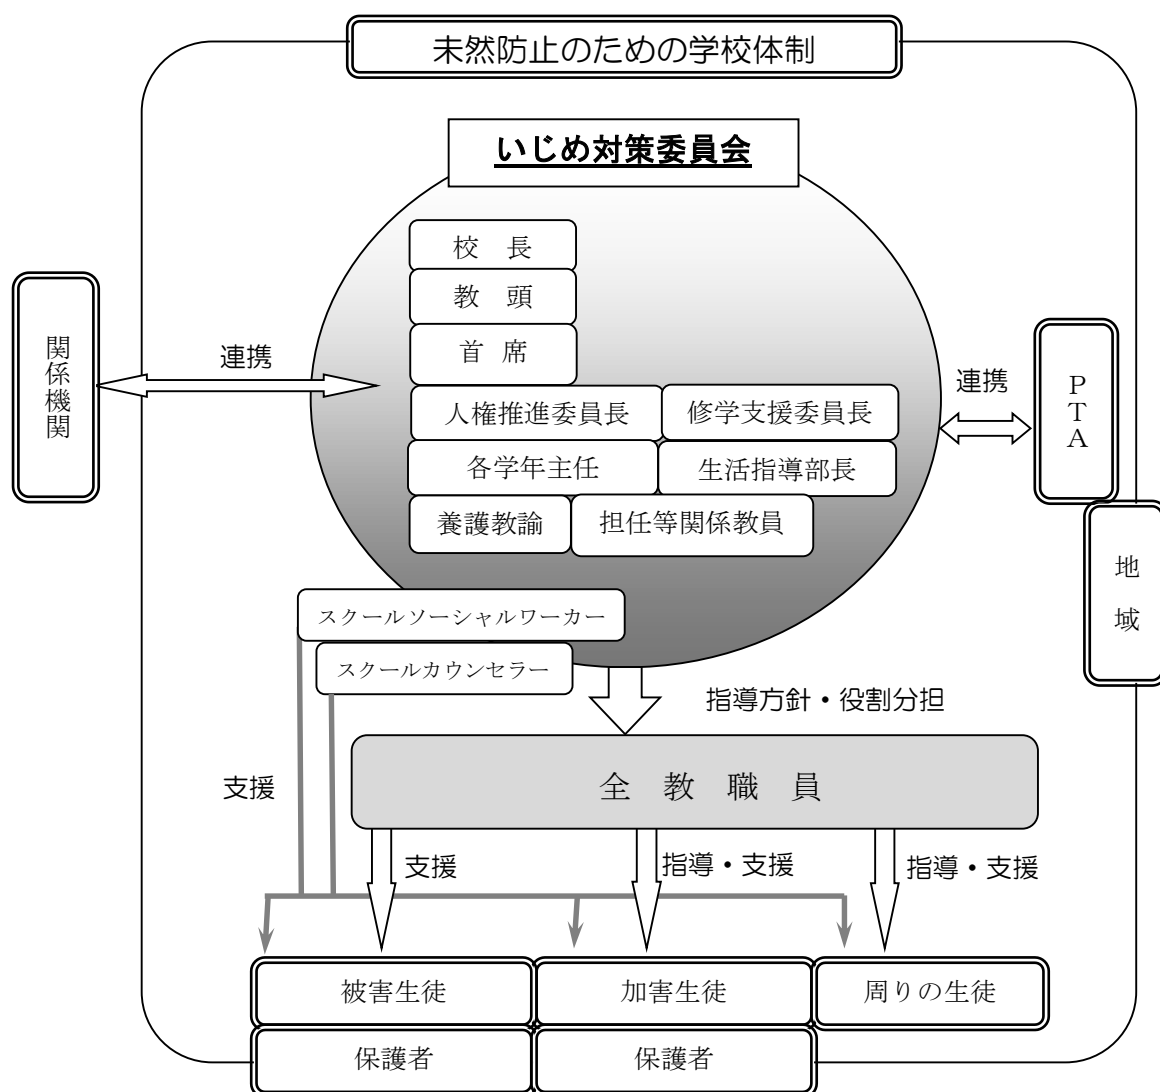 未然防止のための学校体制
いじめ対策委員会
校　長
教　頭
首 席
人権推進委員長
修学支援委員長
各学年主任
生活指導部長
養護教諭
担任等関係教員
スクールソーシャルワーカー
スクールカウンセラー
関係機関
連携
連携
PTA
地域
指導方針・役割分担
全　教　職　員
支援
支援
指導・支援
指導・支援
被害生徒
加害生徒
周りの生徒
保護者
保護者